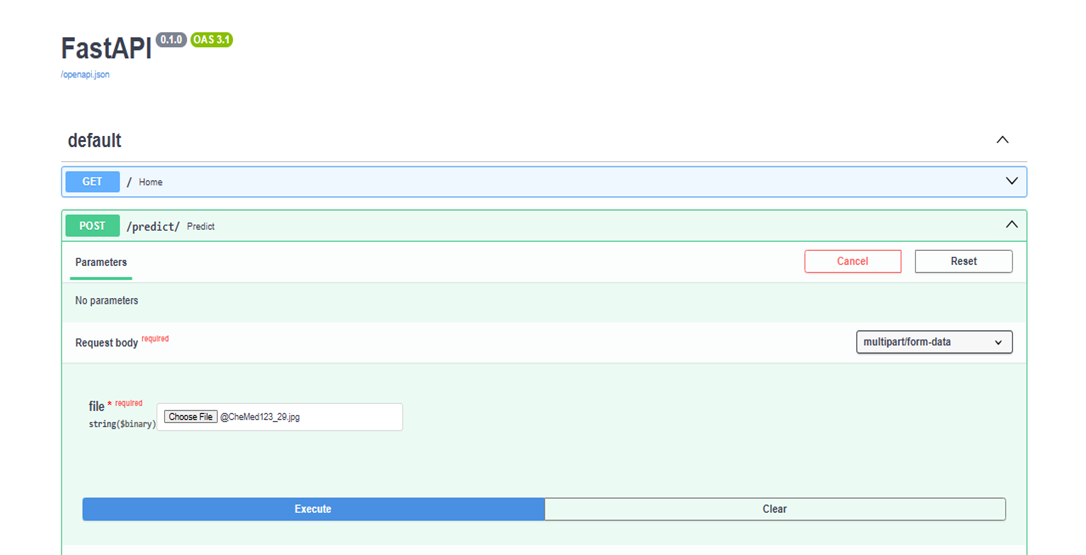 FastAPI 0.1.0 OAS 3.1
/openapi.json
default
GET / Home
POST /predict/ Predict
Parameters Cancel Reset
No parameters
Request body required multipart/form-data
file * required
string($binary) Choose File @CheMed123_29.jpg
Execute Clear